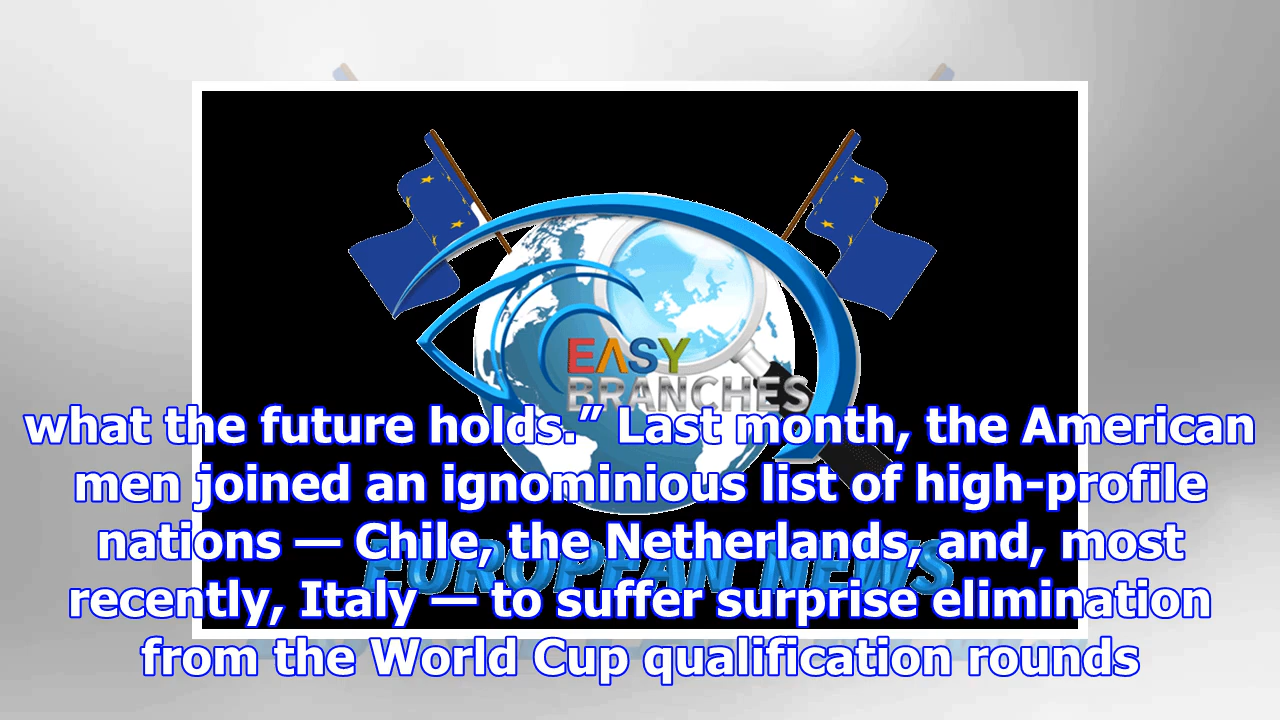 EASY
BRANCHES
what the future holds.” Last month, the American
men joined an ignominious list of high-profile
nations — Chile, the Netherlands, and, most
EUROPEAN NEWS
recently, Italy — to suffer surprise elimination
from the World Cup qualification rounds